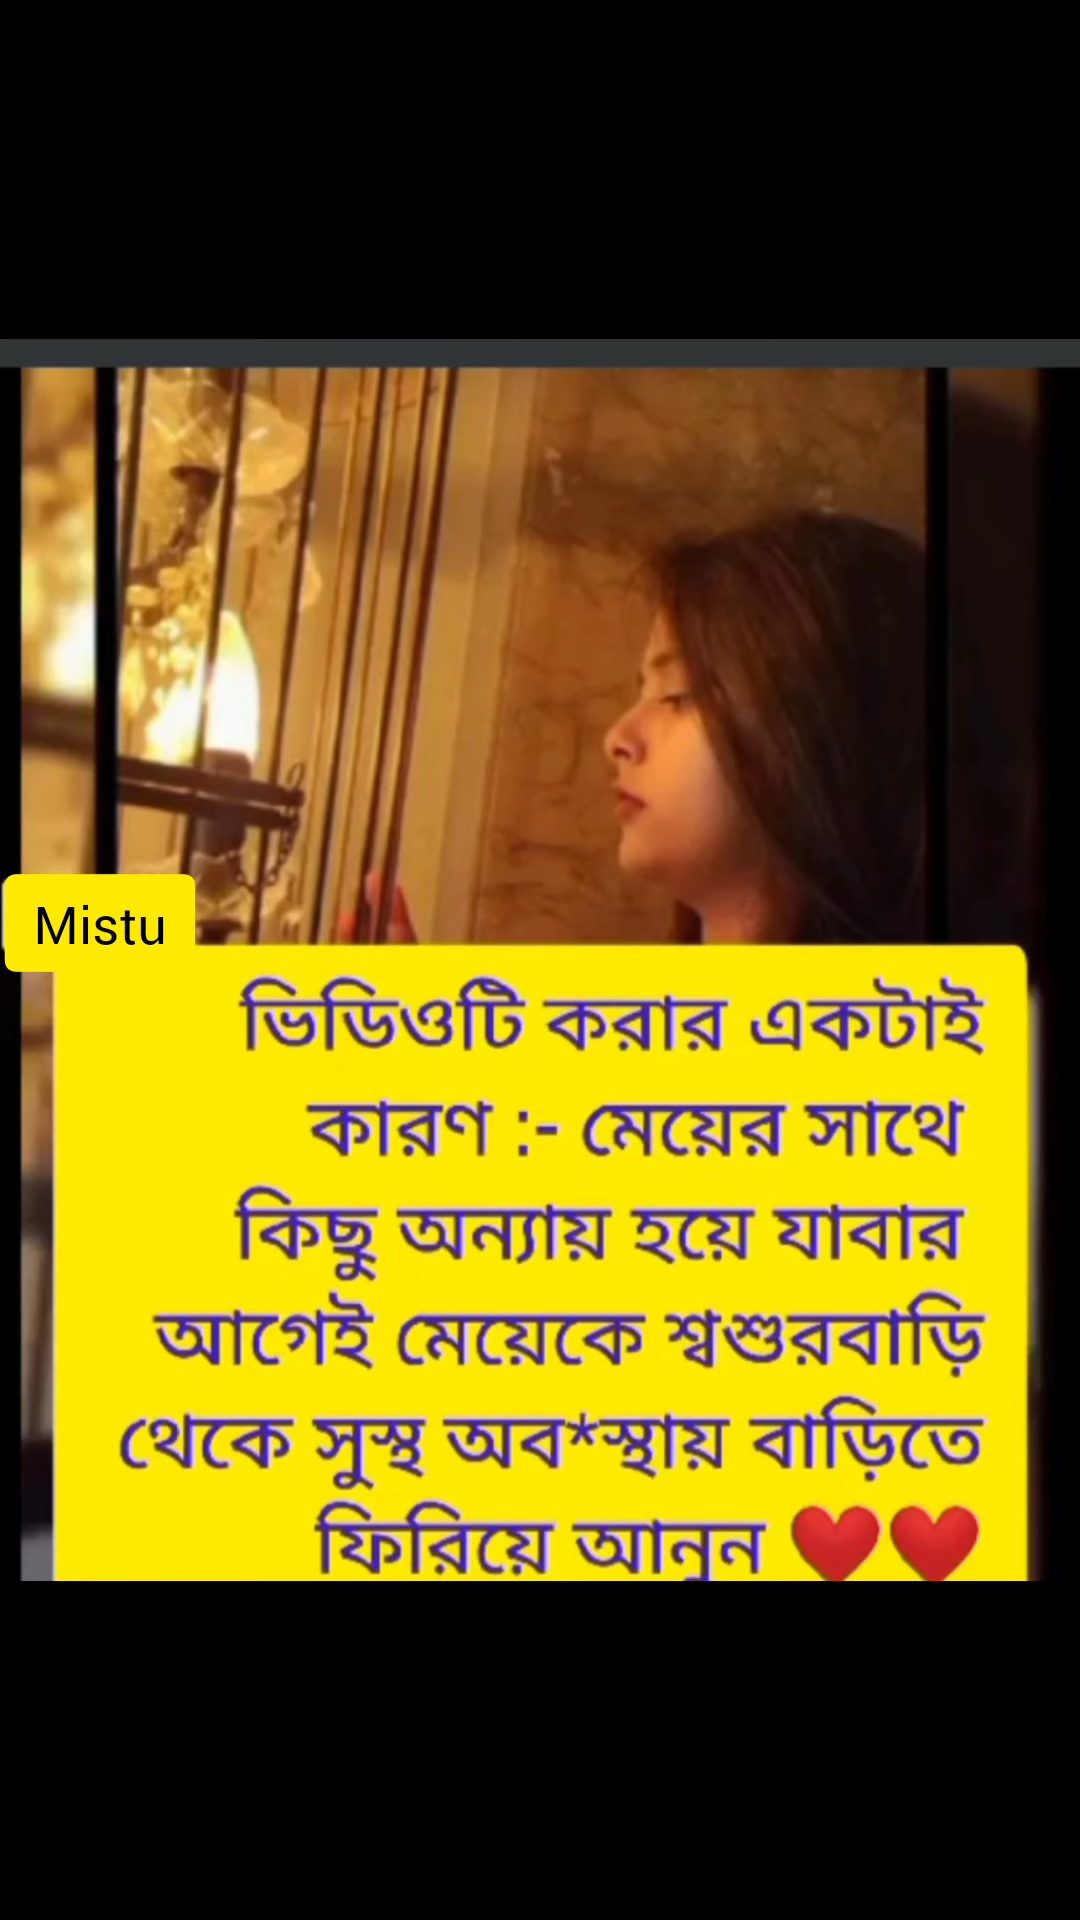 Mistu
ভিডিওটি করার একটাই
কারণ :- মেয়ের সাথে
কিছু অন্যায় হয়ে যাবার
আগেই মেয়েকে শ্বশুরবাড়ি
থেকে সুস্থ অব*স্থায় বাড়িতে
ফিরিয়ে আনুন ❤️❤️